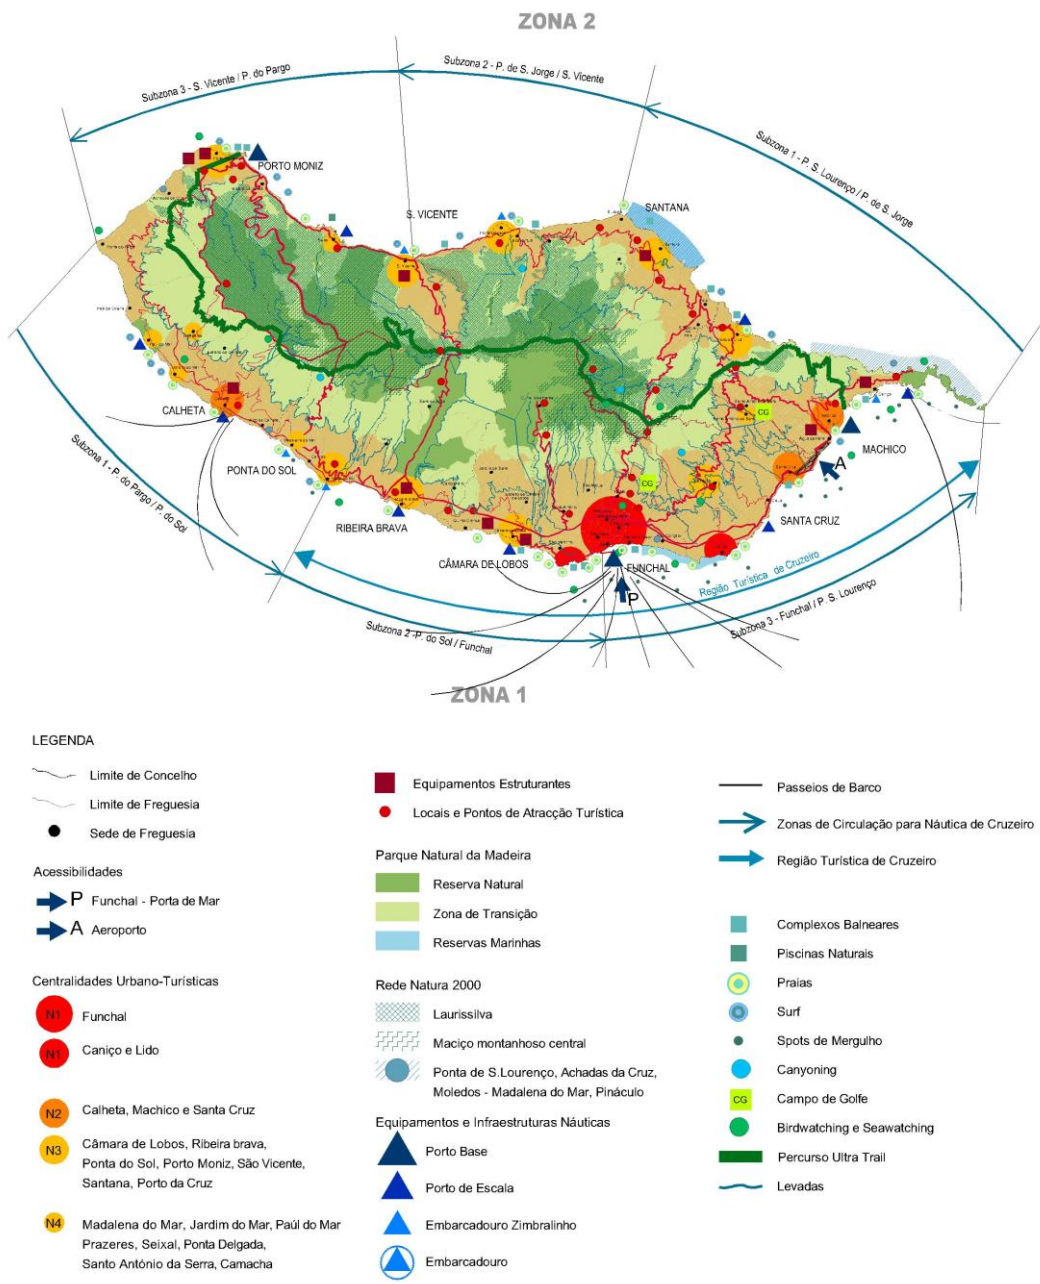 ZONA 2
Subzona 3 - S. Vicente / P. do Pargo
Subzona 2 - P. de S. Jorge / S. Vicente
Subzona 1 - P. S. Lourenço / P. de S. Jorge
PORTO MONIZ
S. VICENTE
SANTANA
CG
CALHETA
MACHICO
A
PONTA DO SOL
CG
RIBEIRA BRAVA
SANTA CRUZ
CÂMARA DE LOBOS
FUNCHAL
P
Subzona 1 - P. do Pargo / P. do Sol
Região Turística de Cruzeiro
Subzona 2 -P. do Sol / Funchal
Subzona 3 - Funchal / P. S. Lourenço
ZONA 1
LEGENDA
Limite de Concelho
Limite de Freguesia
Sede de Freguesia
Acessibilidades
P Funchal - Porta de Mar
A Aeroporto
Centralidades Urbano-Turísticas
N1 Funchal
N1 Caniço e Lido
N2 Calheta, Machico e Santa Cruz
N3 Câmara de Lobos, Ribeira brava,
Ponta do Sol, Porto Moniz, São Vicente,
Santana, Porto da Cruz
N4 Madalena do Mar, Jardim do Mar, Paúl do Mar
Prazeres, Seixal, Ponta Delgada,
Santo António da Serra, Camacha
Equipamentos Estruturantes
Locais e Pontos de Atracção Turística
Parque Natural da Madeira
Reserva Natural
Zona de Transição
Reservas Marinhas
Rede Natura 2000
Laurissilva
Maciço montanhoso central
Ponta de S.Lourenço, Achadas da Cruz,
Moledos - Madalena do Mar, Pináculo
Equipamentos e Infraestruturas Náuticas
Porto Base
Porto de Escala
Embarcadouro Zimbralinho
Embarcadouro
Passeios de Barco
Zonas de Circulação para Náutica de Cruzeiro
Região Turística de Cruzeiro
Complexos Balneares
Piscinas Naturais
Praias
Surf
Spots de Mergulho
Canyoning
CG Campo de Golfe
Birdwatching e Seawatching
Percurso Ultra Trail
Levadas